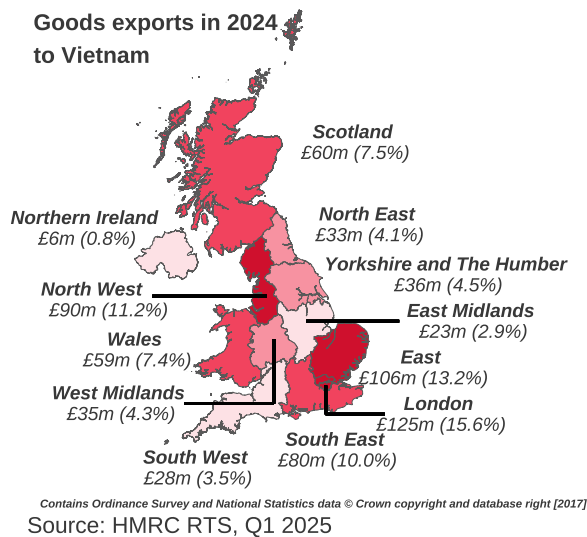 Goods exports in 2024
to Vietnam
Scotland
£60m (7.5%)
Northern Ireland
£6m (0.8%)
North East
£33m (4.1%)
Yorkshire and The Humber
£36m (4.5%)
North West
£90m (11.2%)
East Midlands
£23m (2.9%)
Wales
£59m (7.4%)
East
£106m (13.2%)
West Midlands
£35m (4.3%)
London
£125m (15.6%)
South East
£80m (10.0%)
South West
£28m (3.5%)
Contains Ordinance Survey and National Statistics data © Crown copyright and database right [2017]
Source: HMRC RTS, Q1 2025